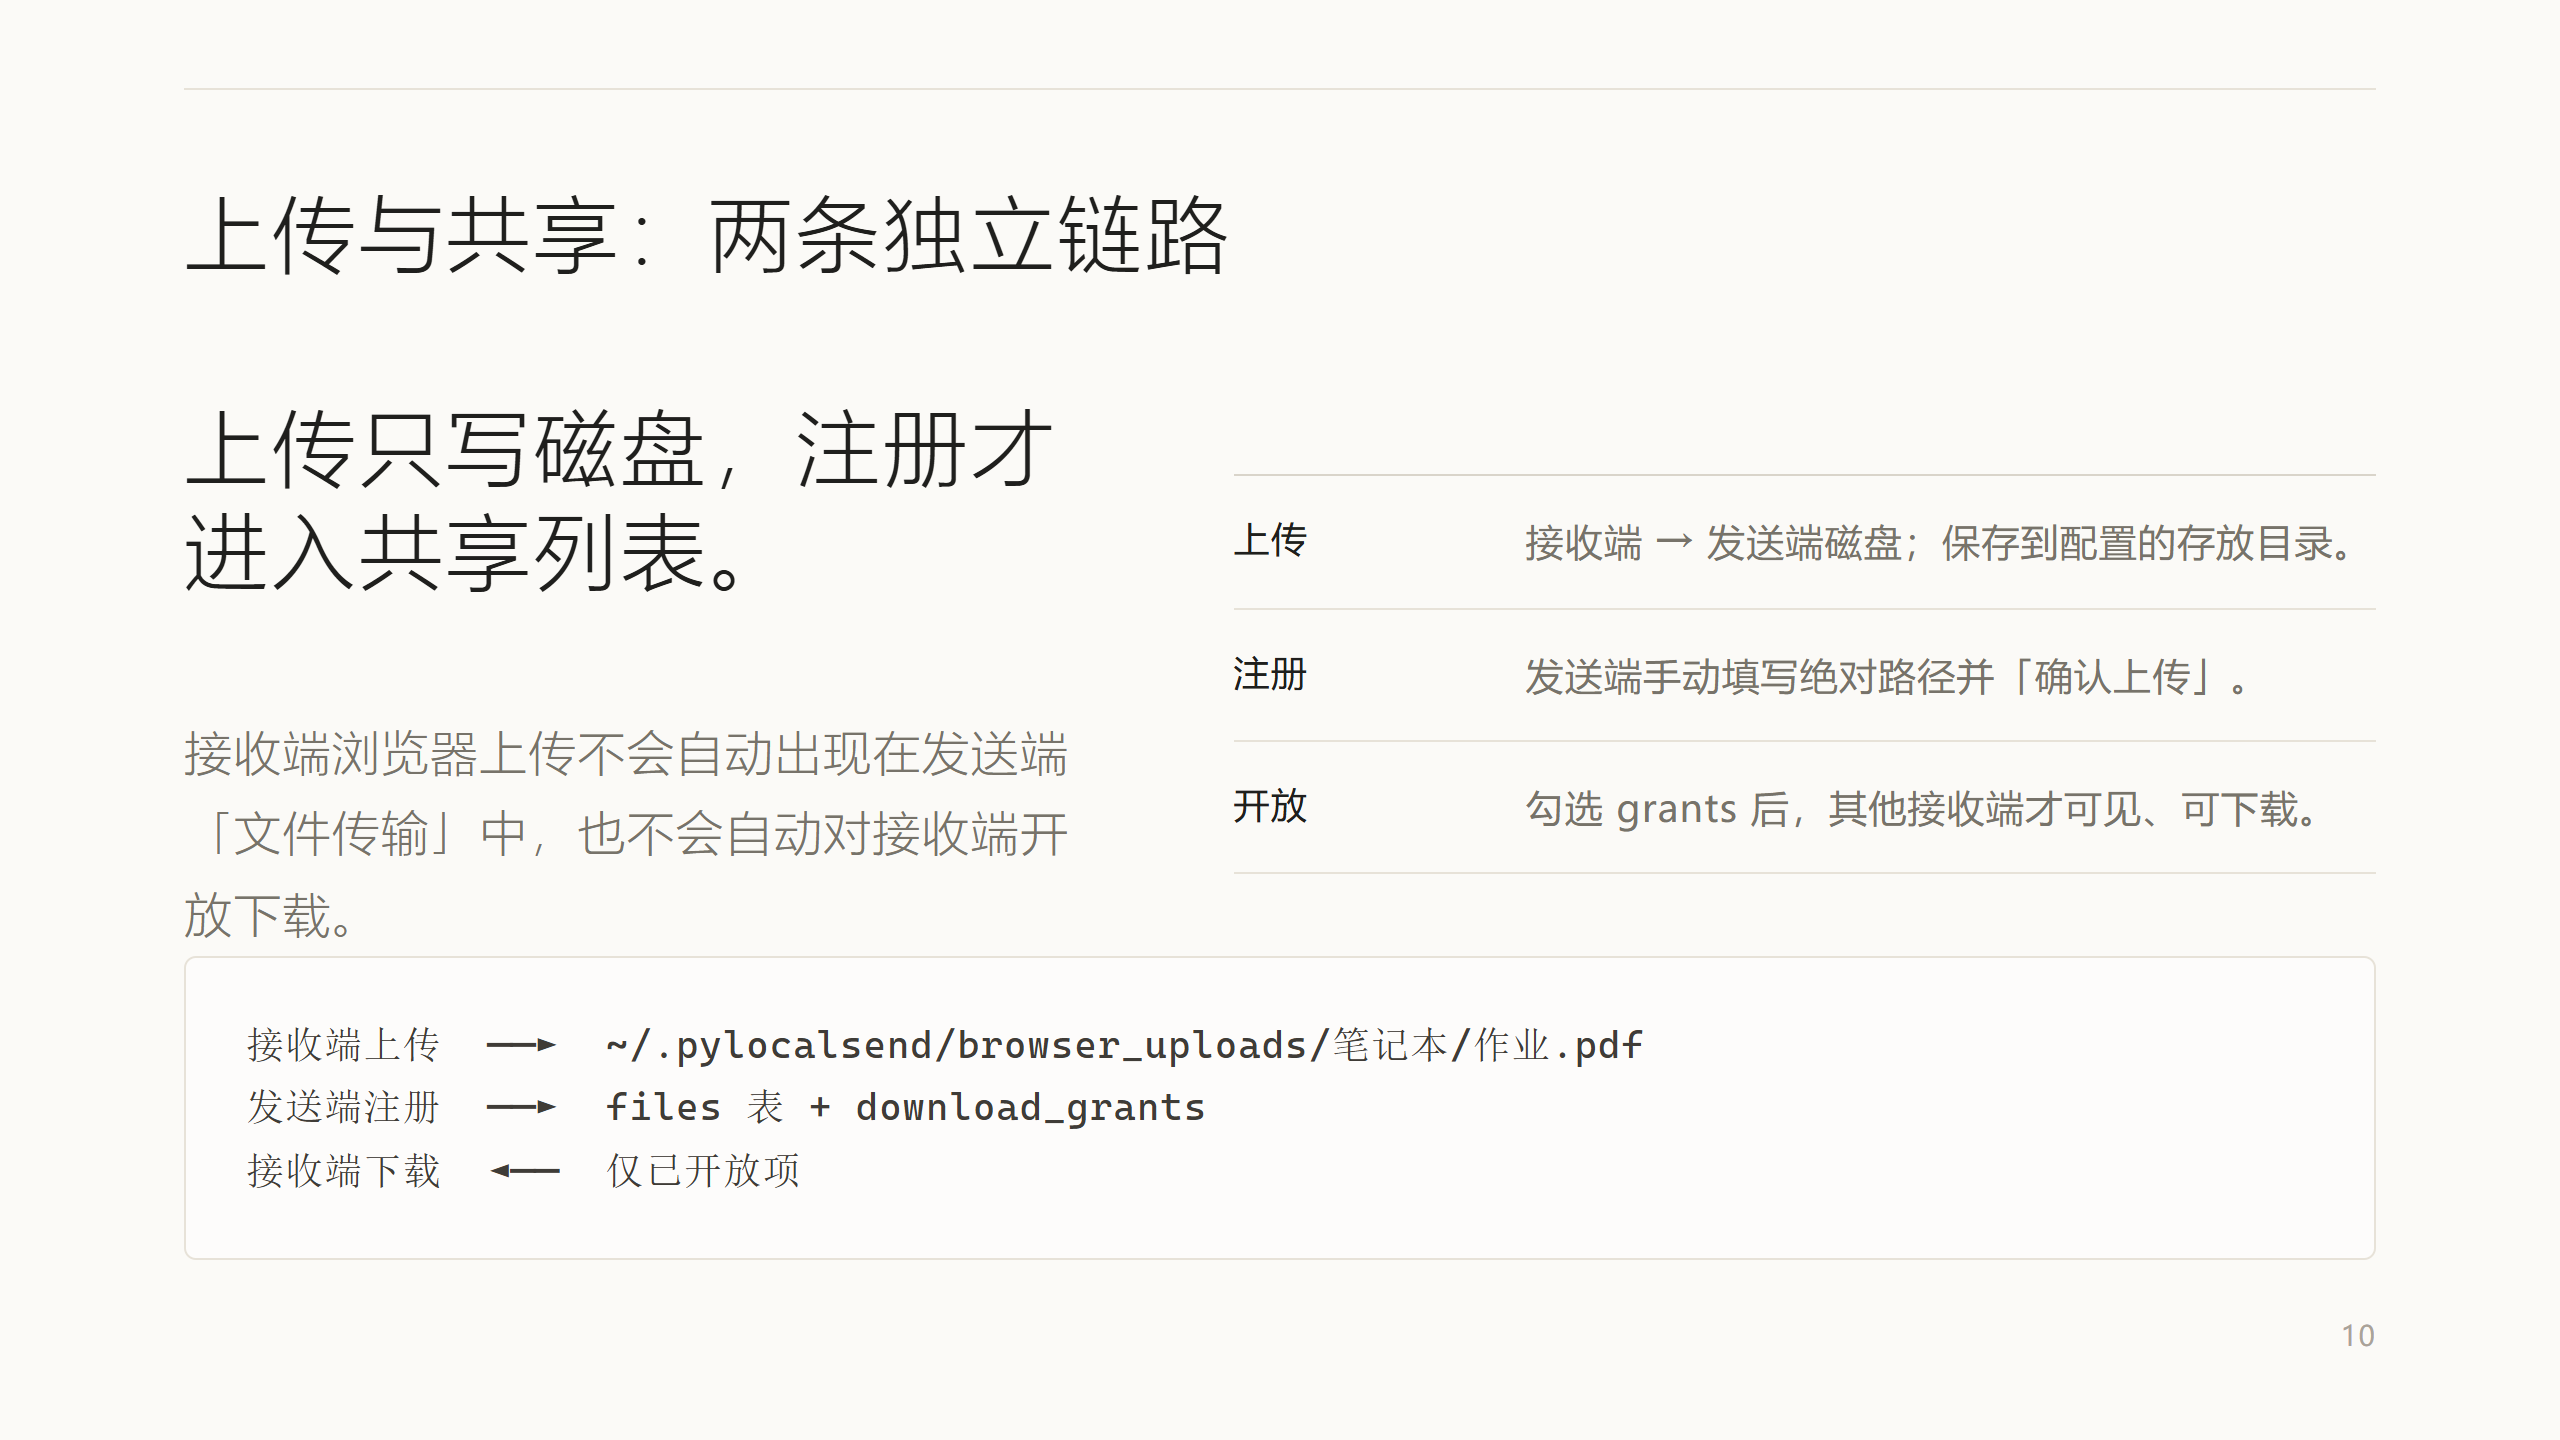 上传与共享：两条独立链路
上传只写磁盘，注册才
进入共享列表。
接收端浏览器上传不会自动出现在发送端
「文件传输」中，也不会自动对接收端开
放下载。
上传 接收端 → 发送端磁盘；保存到配置的存放目录。
注册 发送端手动填写绝对路径并「确认上传」。
开放 勾选 grants 后，其他接收端才可见、可下载。
接收端上传 ──► ~/.pylocalsend/browser_uploads/笔记本/作业.pdf
发送端注册 ──► files 表 + download_grants
接收端下载 ◄── 仅已开放项
10